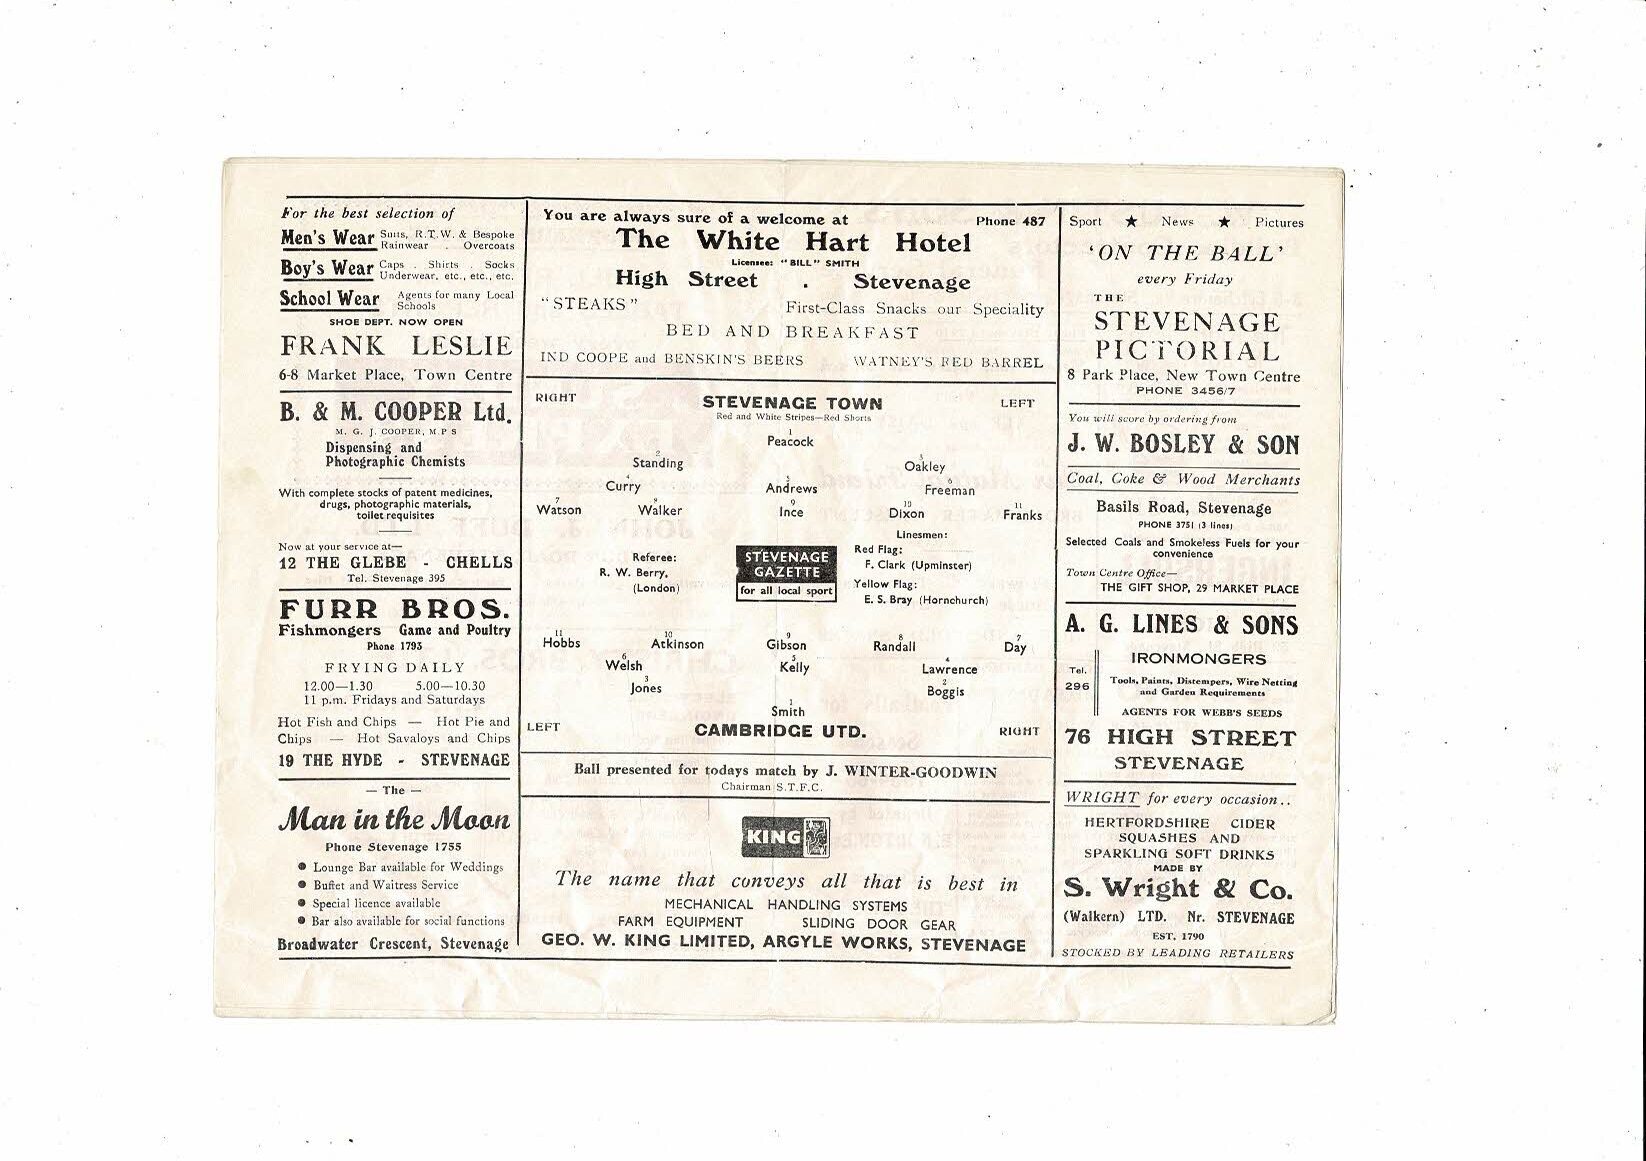 For the best selection of
Men's Wear Suits, R.T.W. & Bespoke
Rainwear . Overcoats
Boy's Wear Caps . Shirts . Socks
Underwear, etc., etc., etc.
School Wear Agents for many Local
Schools
SHOE DEPT. NOW OPEN
FRANK LESLIE
6-8 Market Place, Town Centre
B. & M. COOPER Ltd.
M. G. J. COOPER, M.P S
Dispensing and
Photographic Chemists
With complete stocks of patent medicines,
drugs, photographic materials,
toilet requisites
Now at your service at—
12 THE GLEBE - CHELLS
Tel. Stevenage 395
FURR BROS.
Fishmongers Game and Poultry
Phone 1793
FRYING DAILY
12.00—1.30 5.00—10.30
11 p.m. Fridays and Saturdays
Hot Fish and Chips — Hot Pie and
Chips — Hot Savaloys and Chips
19 THE HYDE - STEVENAGE
— The —
Man in the Moon
Phone Stevenage 1755
• Lounge Bar available for Weddings
• Buffet and Waitress Service
• Special licence available
• Bar also available for social functions
Broadwater Crescent, Stevenage
You are always sure of a welcome at Phone 487
The White Hart Hotel
Licensee: "BILL" SMITH
High Street . Stevenage
"STEAKS" First-Class Snacks our Speciality
BED AND BREAKFAST
IND COOPE and BENSKIN'S BEERS WATNEY'S RED BARREL
RIGHT STEVENAGE TOWN LEFT
Red and White Stripes—Red Shorts
1
Peacock
2 3
Standing Oakley
4 5 6
Curry Andrews Freeman
7 8 9 10 11
Watson Walker Ince Dixon Franks
Referee:
R. W. Berry,
(London)
STEVENAGE
GAZETTE
for all local sport
Linesmen:
Red Flag:
F. Clark (Upminster)
Yellow Flag:
E. S. Bray (Hornchurch)
11 10 9 8 7
Hobbs Atkinson Gibson Randall Day
6 5 4
Welsh Kelly Lawrence
3 2
Jones Boggis
1
Smith
LEFT CAMBRIDGE UTD. RIGHT
Ball presented for todays match by J. WINTER-GOODWIN
Chairman S.T.F.C.
KING
The name that conveys all that is best in
MECHANICAL HANDLING SYSTEMS
FARM EQUIPMENT SLIDING DOOR GEAR
GEO. W. KING LIMITED, ARGYLE WORKS, STEVENAGE
Sport ★ News ★ Pictures
'ON THE BALL'
every Friday
THE
STEVENAGE
PICTORIAL
8 Park Place, New Town Centre
PHONE 3456/7
You will score by ordering from
J. W. BOSLEY & SON
Coal, Coke & Wood Merchants
Basils Road, Stevenage
PHONE 3751 (3 lines)
Selected Coals and Smokeless Fuels for your
convenience
Town Centre Office—
THE GIFT SHOP, 29 MARKET PLACE
A. G. LINES & SONS
Tel.
296
IRONMONGERS
Tools, Paints, Distempers, Wire Netting
and Garden Requirements
AGENTS FOR WEBB'S SEEDS
76 HIGH STREET
STEVENAGE
WRIGHT for every occasion..
HERTFORDSHIRE CIDER
SQUASHES AND
SPARKLING SOFT DRINKS
MADE BY
S. Wright & Co.
(Walkern) LTD. Nr. STEVENAGE
EST. 1790
STOCKED BY LEADING RETAILERS